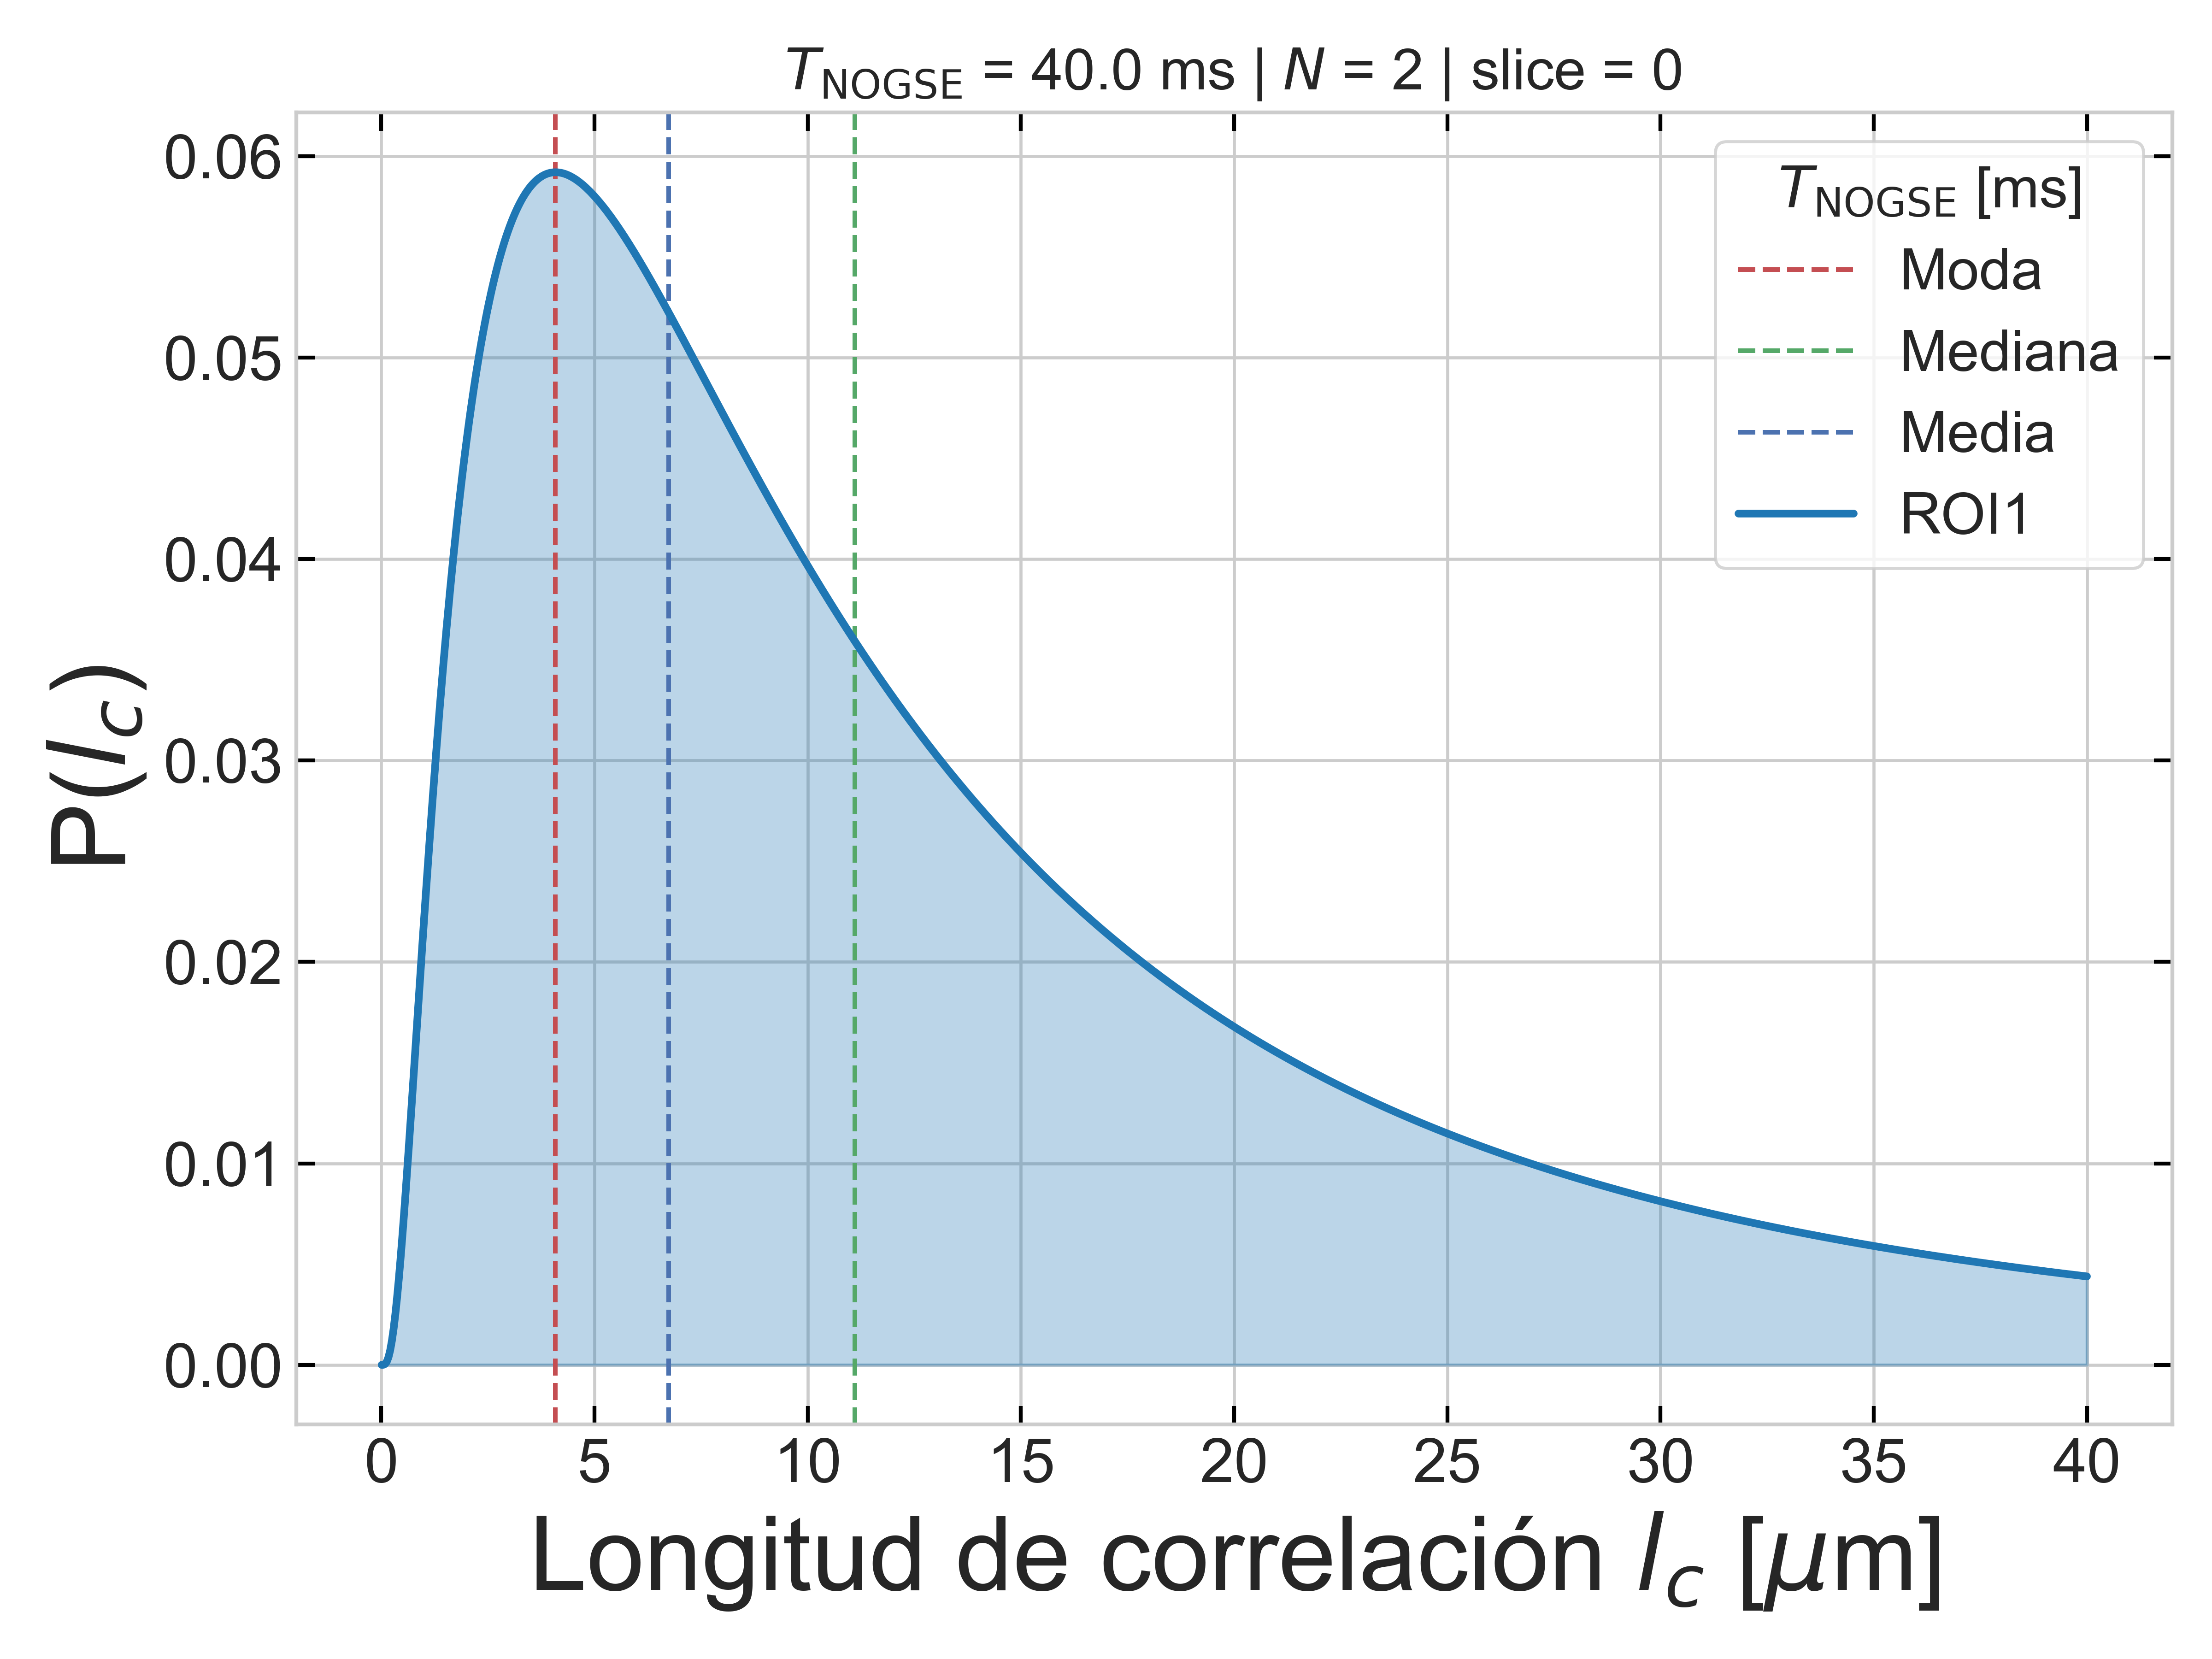 T_NOGSE = 40.0 ms | N = 2 | slice = 0
T_NOGSE [ms]
Moda
Mediana
Media
ROI1
P(l_c)
0.06
0.05
0.04
0.03
0.02
0.01
0.00
0 5 10 15 20 25 30 35 40
Longitud de correlación l_c [μm]